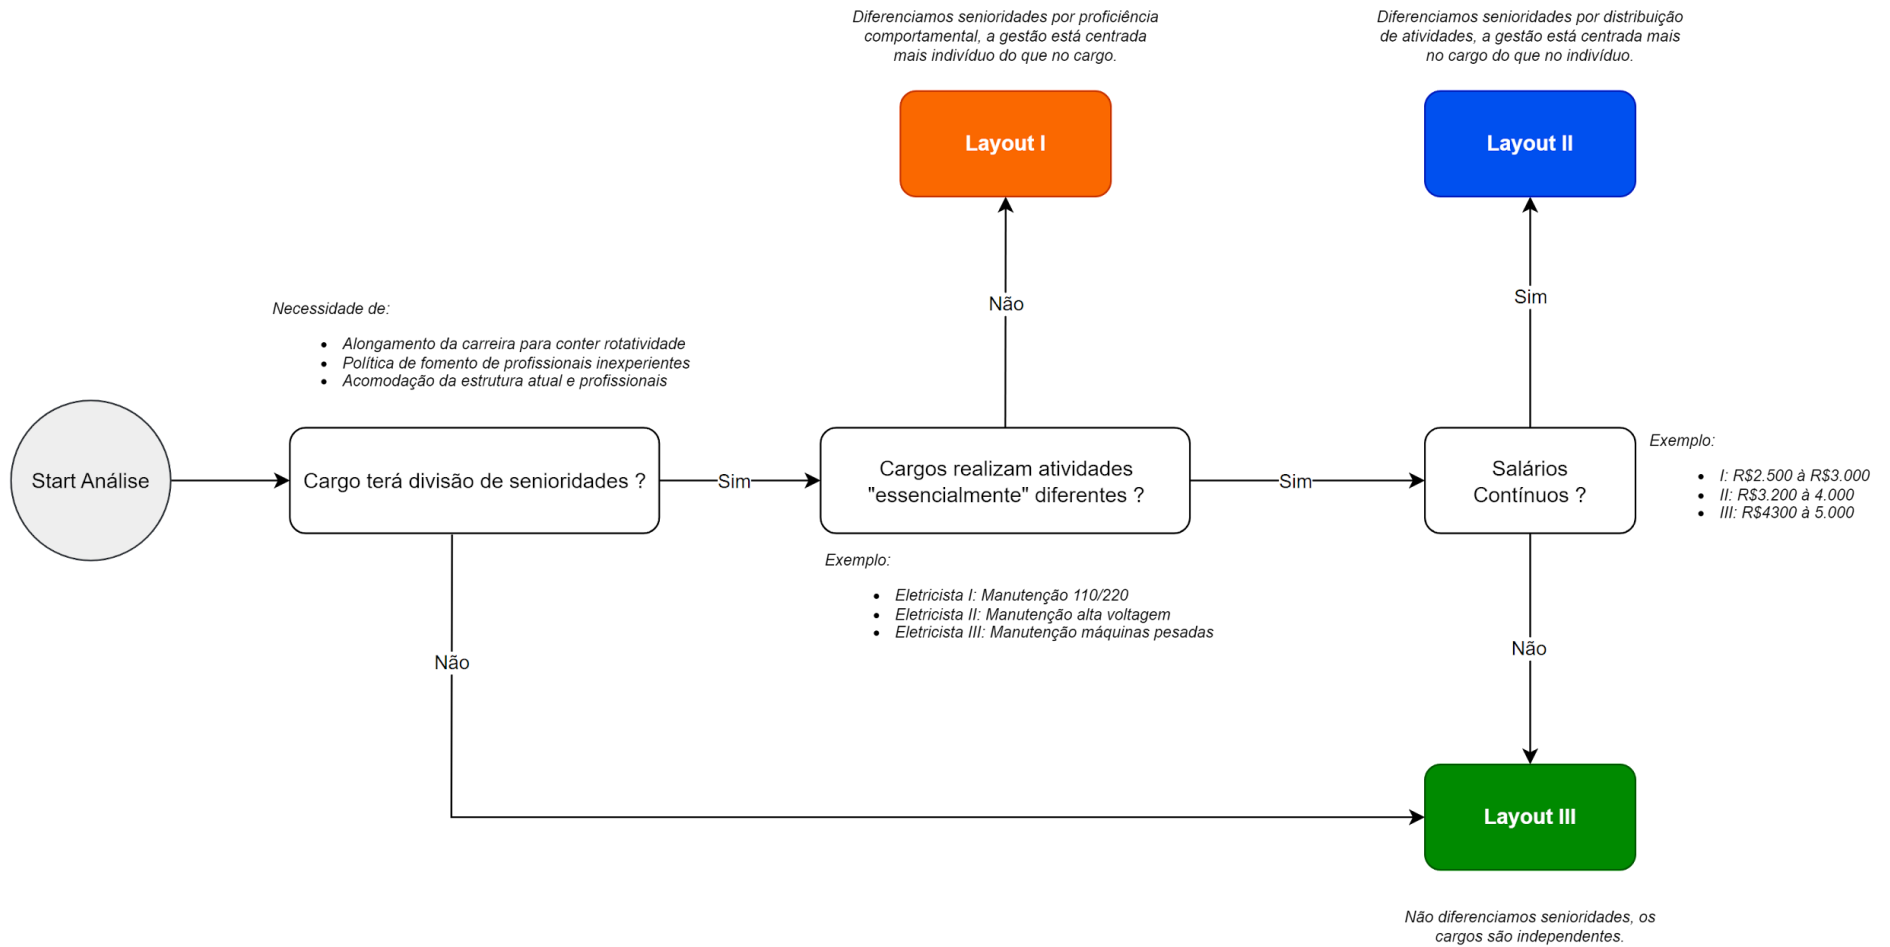 Diferenciamos senioridades por proficiência
comportamental, a gestão está centrada
mais indivíduo do que no cargo.
Diferenciamos senioridades por distribuição
de atividades, a gestão está centrada mais
no cargo do que no indivíduo.
Layout I
Layout II
Não
Sim
Necessidade de:
• Alongamento da carreira para conter rotatividade
• Política de fomento de profissionais inexperientes
• Acomodação da estrutura atual e profissionais
Start Análise
Cargo terá divisão de senioridades ?
Sim
Cargos realizam atividades
"essencialmente" diferentes ?
Sim
Salários
Contínuos ?
Exemplo:
• I: R$2.500 à R$3.000
• II: R$3.200 à 4.000
• III: R$4300 à 5.000
Exemplo:
• Eletricista I: Manutenção 110/220
• Eletricista II: Manutenção alta voltagem
• Eletricista III: Manutenção máquinas pesadas
Não
Não
Layout III
Não diferenciamos senioridades, os
cargos são independentes.